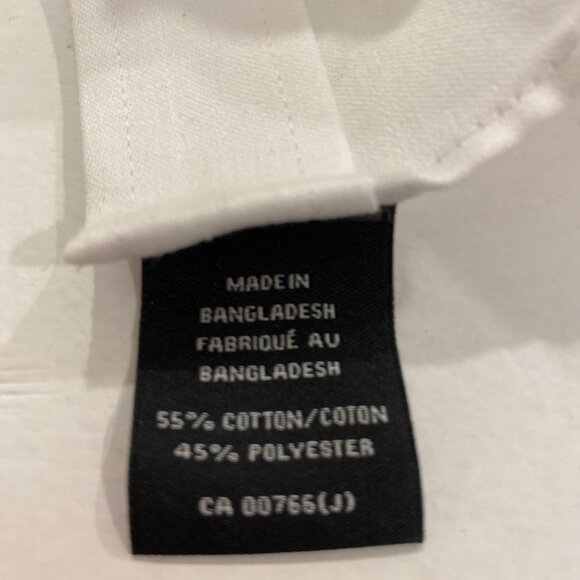 MADE IN
BANGLADESH
FABRIQUÉ AU
BANGLADESH
55% COTTON/COTON
45% POLYESTER
CA 00766(J)